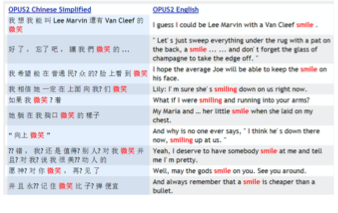 OPUS2 Chinese Simplified
OPUS2 English
我 想 我 能 叫 Lee Marvin 還有 Van Cleef 的
微笑
I guess I could be Lee Marvin with a Van Cleef smile .
好 了 , 忘了 吧 , 讓 我們 微笑 的 ...
" Let´s just sweep everything under the rug with a pat on
the back, a smile ... ... and don´t forget the glass of
champagne to take the edge off. "
我 希望 能 在 普通 民? 众的? 脸 上看 到 微笑
I hope the average Joe will be able to keep the smile on
his face.
我 相信 她 一定 在 上面 向 我? 们 微笑
Lily: I´m sure she´s smiling down on us right now.
如果 我 微笑 ? 着
What if I were smiling and running into your arms?
她 躺 在 我 胸口 微笑 的 樣子
My Maria and ... her little smile when she laid on my
chest.
“ 向上 微笑 ”
And why is no one ever says, " I think he´s down there
now, smiling up at us. "
?? 错 , 我? 还 是 值得? 别人? 对 我 微笑 并
且? 对 我? 说 我 很 美?? 动 人 的
Yeah, I deserve to have somebody smile at me and tell
me I´m pretty.
愿 神? 对 你 微笑 , 再? 见 了
Well, may the gods smile on you. See you around.
并 且 永?? 记住 微笑 比 子? 弹 便宜
And always remember that a smile is cheaper than a
bullet.